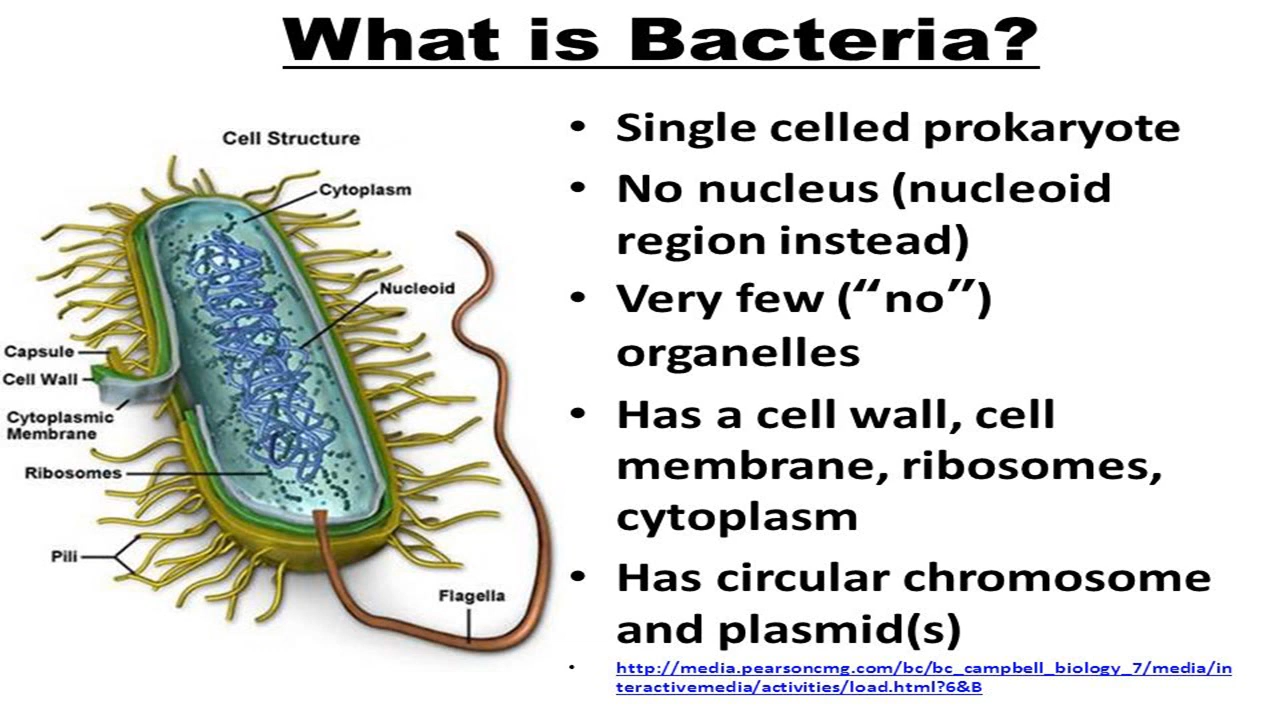 What is Bacteria?
Cell Structure
Cytoplasm
Nucleoid
Capsule
Cell Wall
Cytoplasmic
Membrane
Ribosomes
Pili
Flagella
• Single celled prokaryote
• No nucleus (nucleoid
region instead)
• Very few (“no”)
organelles
• Has a cell wall, cell
membrane, ribosomes,
cytoplasm
• Has circular chromosome
and plasmid(s)
• http://media.pearsoncmg.com/bc/bc_campbell_biology_7/media/in
teractivemedia/activities/load.html?6&B